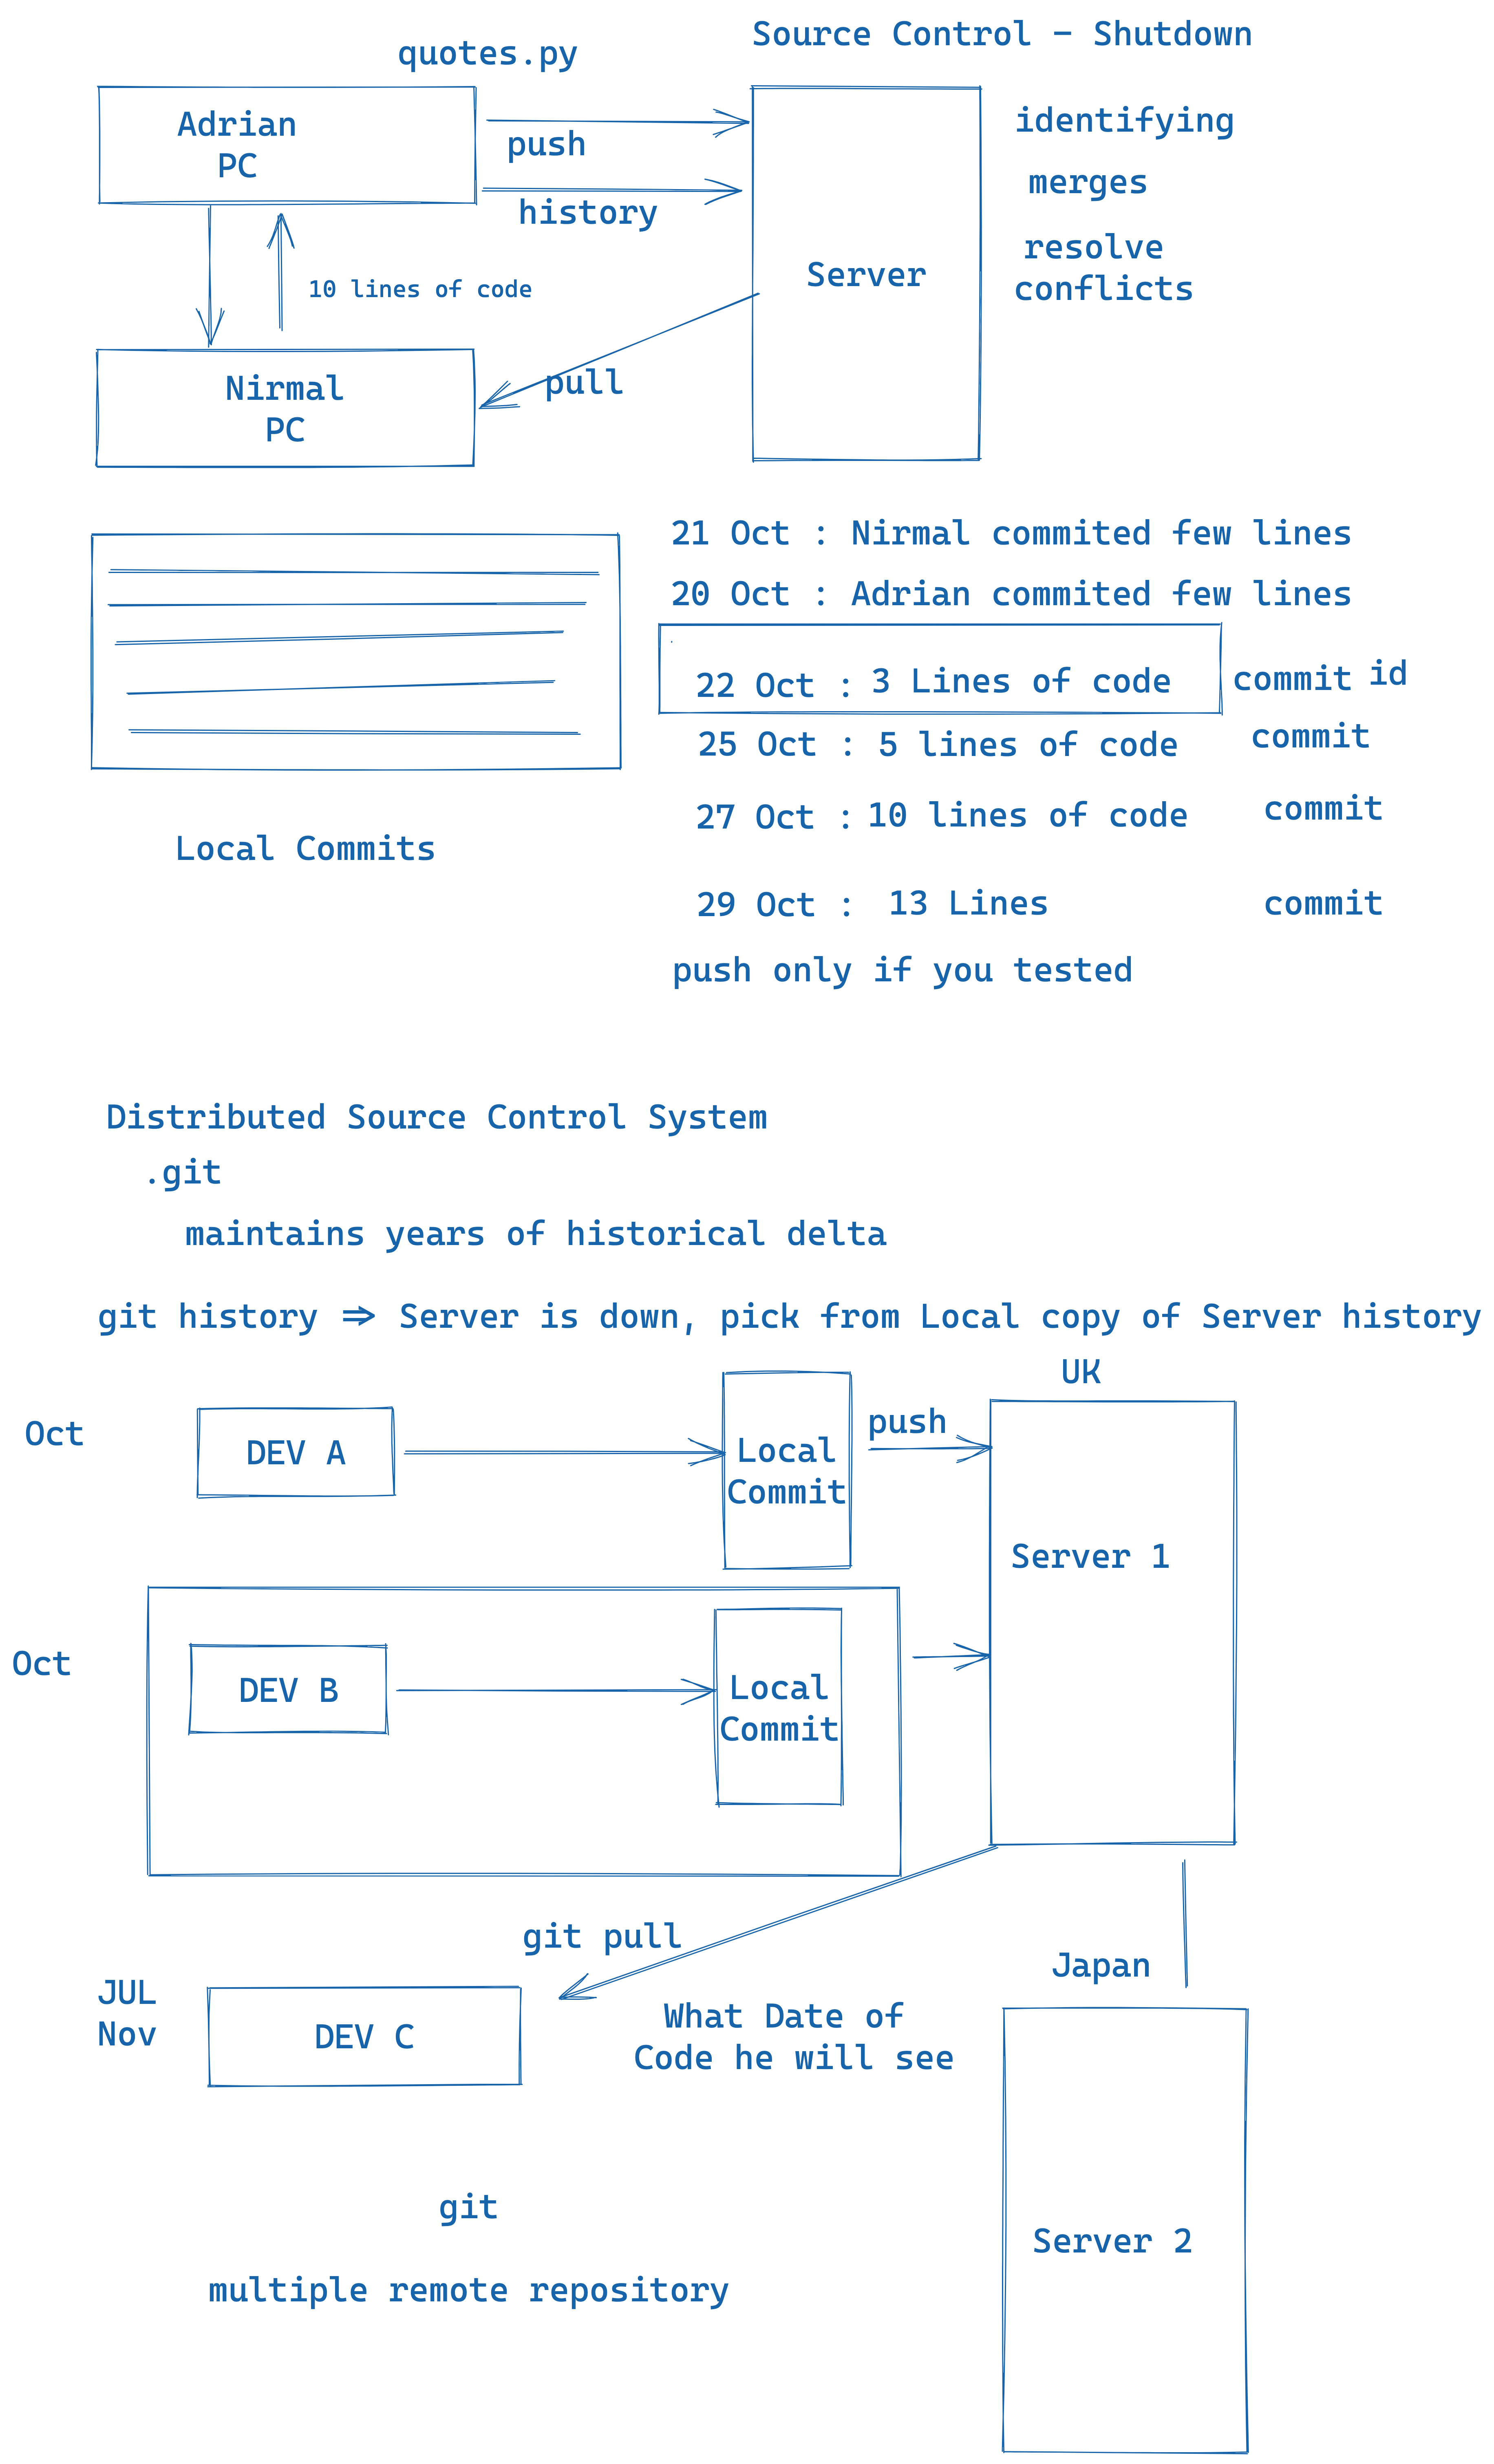 Source Control - Shutdown
quotes.py
Adrian
PC
push
history
identifying
merges
resolve
conflicts
Server
10 lines of code
Nirmal
PC
pull
21 Oct : Nirmal commited few lines
20 Oct : Adrian commited few lines
22 Oct : 3 Lines of code commit id
25 Oct : 5 lines of code commit
27 Oct : 10 lines of code commit
Local Commits
29 Oct : 13 Lines commit
push only if you tested
Distributed Source Control System
.git
maintains years of historical delta
git history => Server is down, pick from Local copy of Server history
UK
Oct
DEV A
Local
Commit
push
Server 1
Oct
DEV B
Local
Commit
git pull
Japan
JUL
Nov
DEV C
What Date of
Code he will see
git
Server 2
multiple remote repository